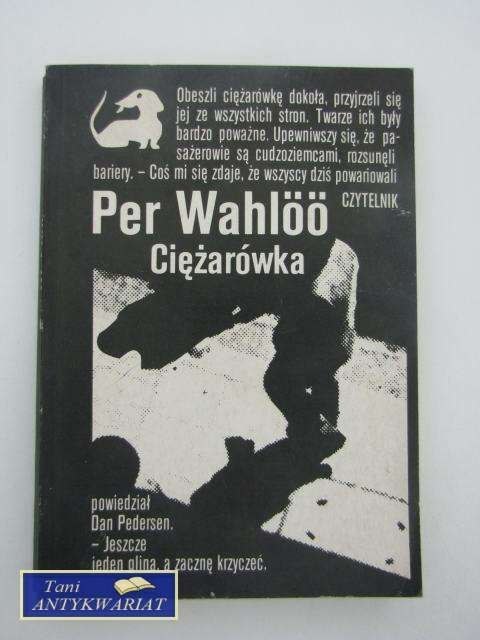 Obeszli ciężarówkę dokoła, przyjrzeli się
jej ze wszystkich stron. Twarze ich były
bardzo poważne. Upewniwszy się, że pa-
sażerowie są cudzoziemcami, rozsunęli
bariery. – Coś mi się zdaje, że wszyscy dziś powariowali
CZYTELNIK
Per Wahlöö
Ciężarówka
powiedział
Dan Pedersen.
– Jeszcze
jeden glina, a zacznę krzyczeć.
Tani
ANTYKWARIAT